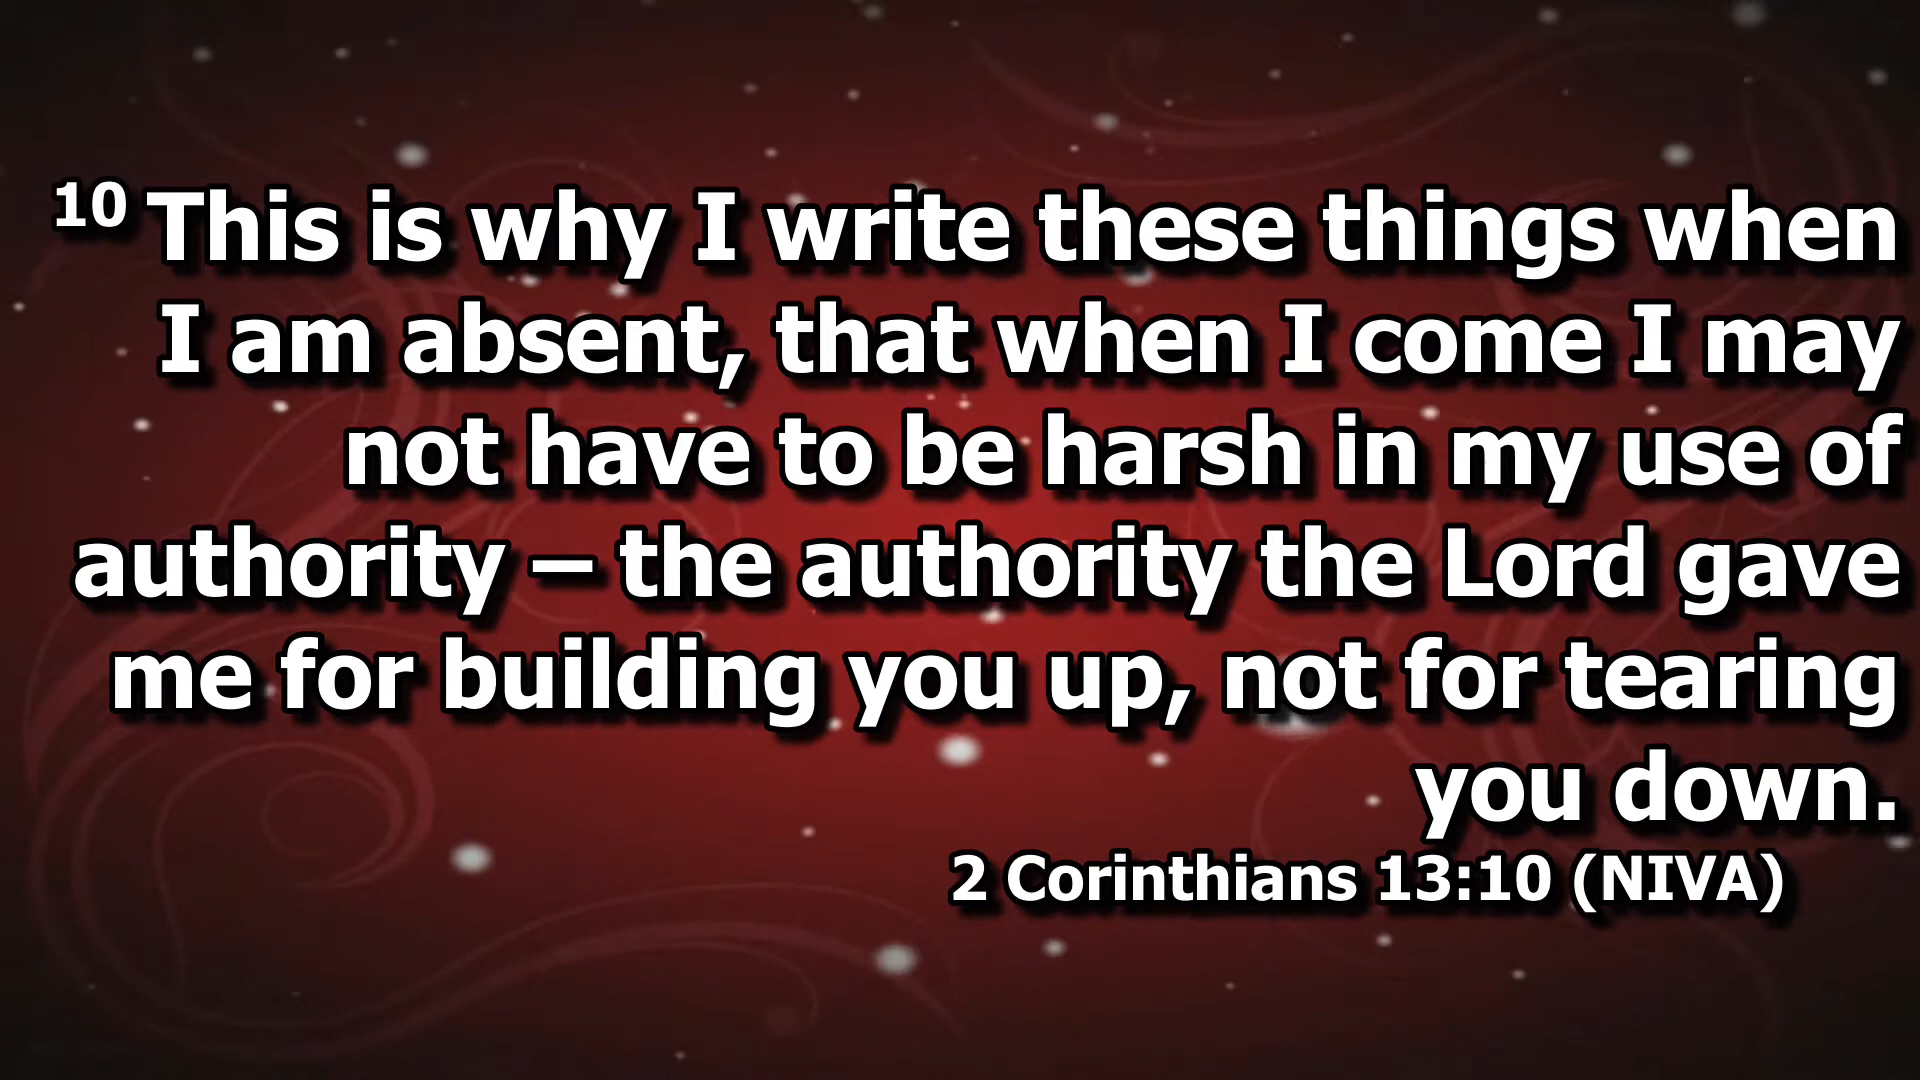 10 This is why I write these things when
I am absent, that when I come I may
not have to be harsh in my use of
authority – the authority the Lord gave
me for building you up, not for tearing
you down.
2 Corinthians 13:10 (NIVA)